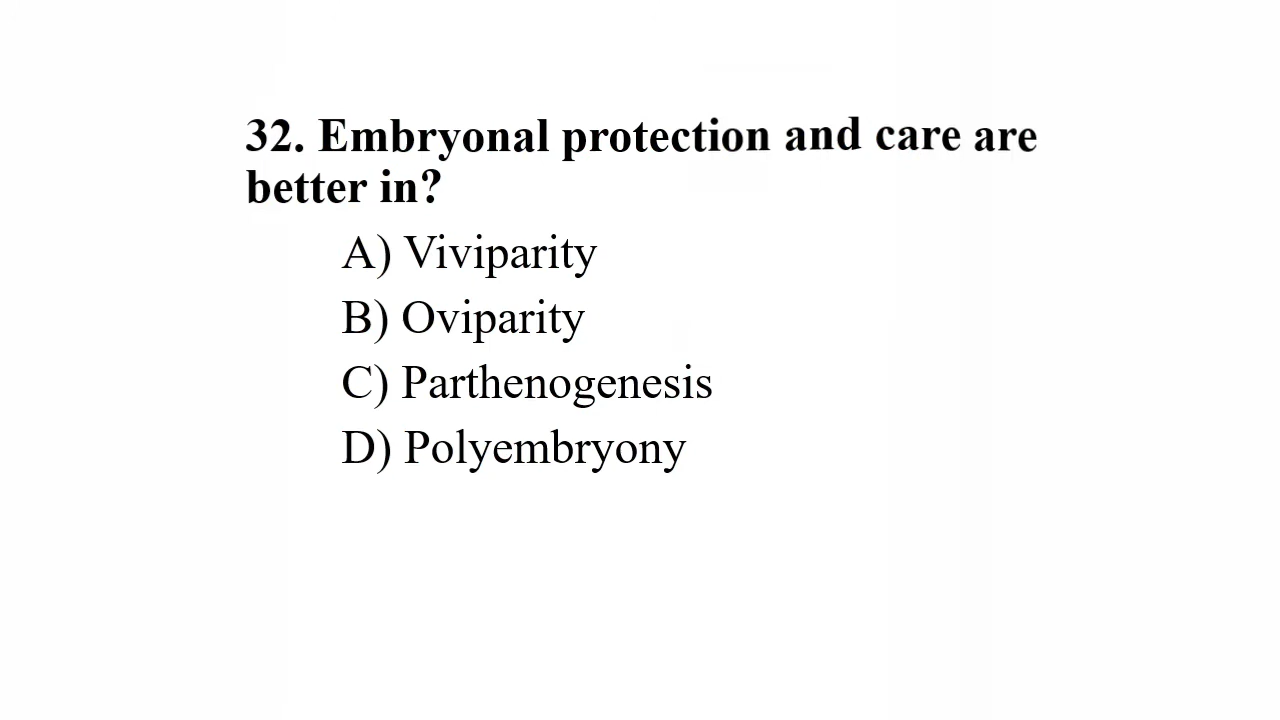 32. Embryonal protection and care are
better in?
A) Viviparity
B) Oviparity
C) Parthenogenesis
D) Polyembryony